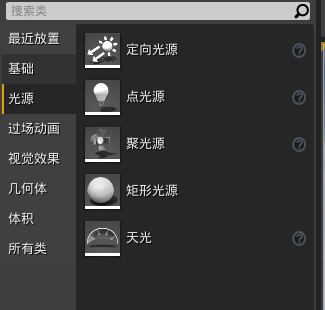 搜索类
最近放置
基础
光源
过场动画
视觉效果
几何体
体积
所有类
定向光源
点光源
聚光源
矩形光源
天光